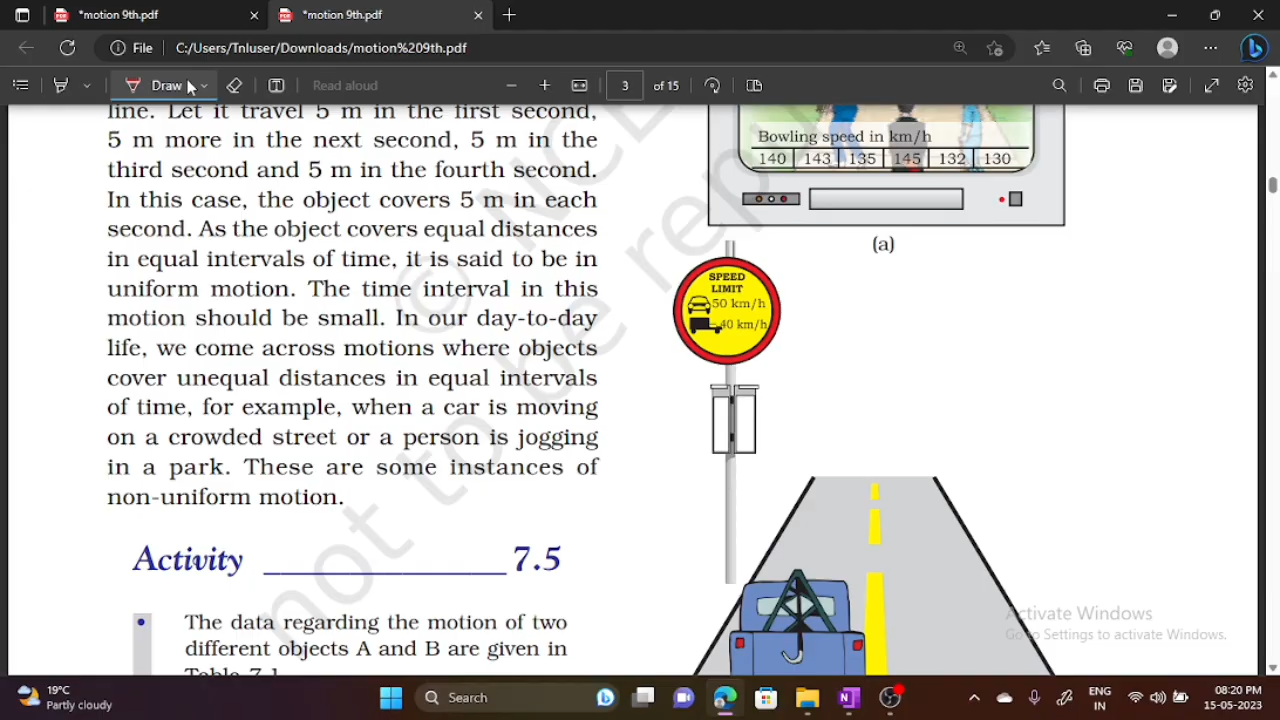 *motion 9th.pdf
*motion 9th.pdf
File
C:/Users/Tnluser/Downloads/motion%209th.pdf
Draw
Read aloud
3
of 15
line. Let it travel 5 m in the first second,
5 m more in the next second, 5 m in the
third second and 5 m in the fourth second.
In this case, the object covers 5 m in each
second. As the object covers equal distances
in equal intervals of time, it is said to be in
uniform motion. The time interval in this
motion should be small. In our day-to-day
life, we come across motions where objects
cover unequal distances in equal intervals
of time, for example, when a car is moving
on a crowded street or a person is jogging
in a park. These are some instances of
non-uniform motion.
Activity _______________ 7.5
• The data regarding the motion of two
different objects A and B are given in
Table 7.1
Bowling speed in km/h
140 143 135 145 132 130
(a)
SPEED
LIMIT
50 km/h
40 km/h
© NCE
not to be rep
Activate Windows
Go to Settings to activate Windows.
19°C
Partly cloudy
Search
ENG
IN
08:20 PM
15-05-2023